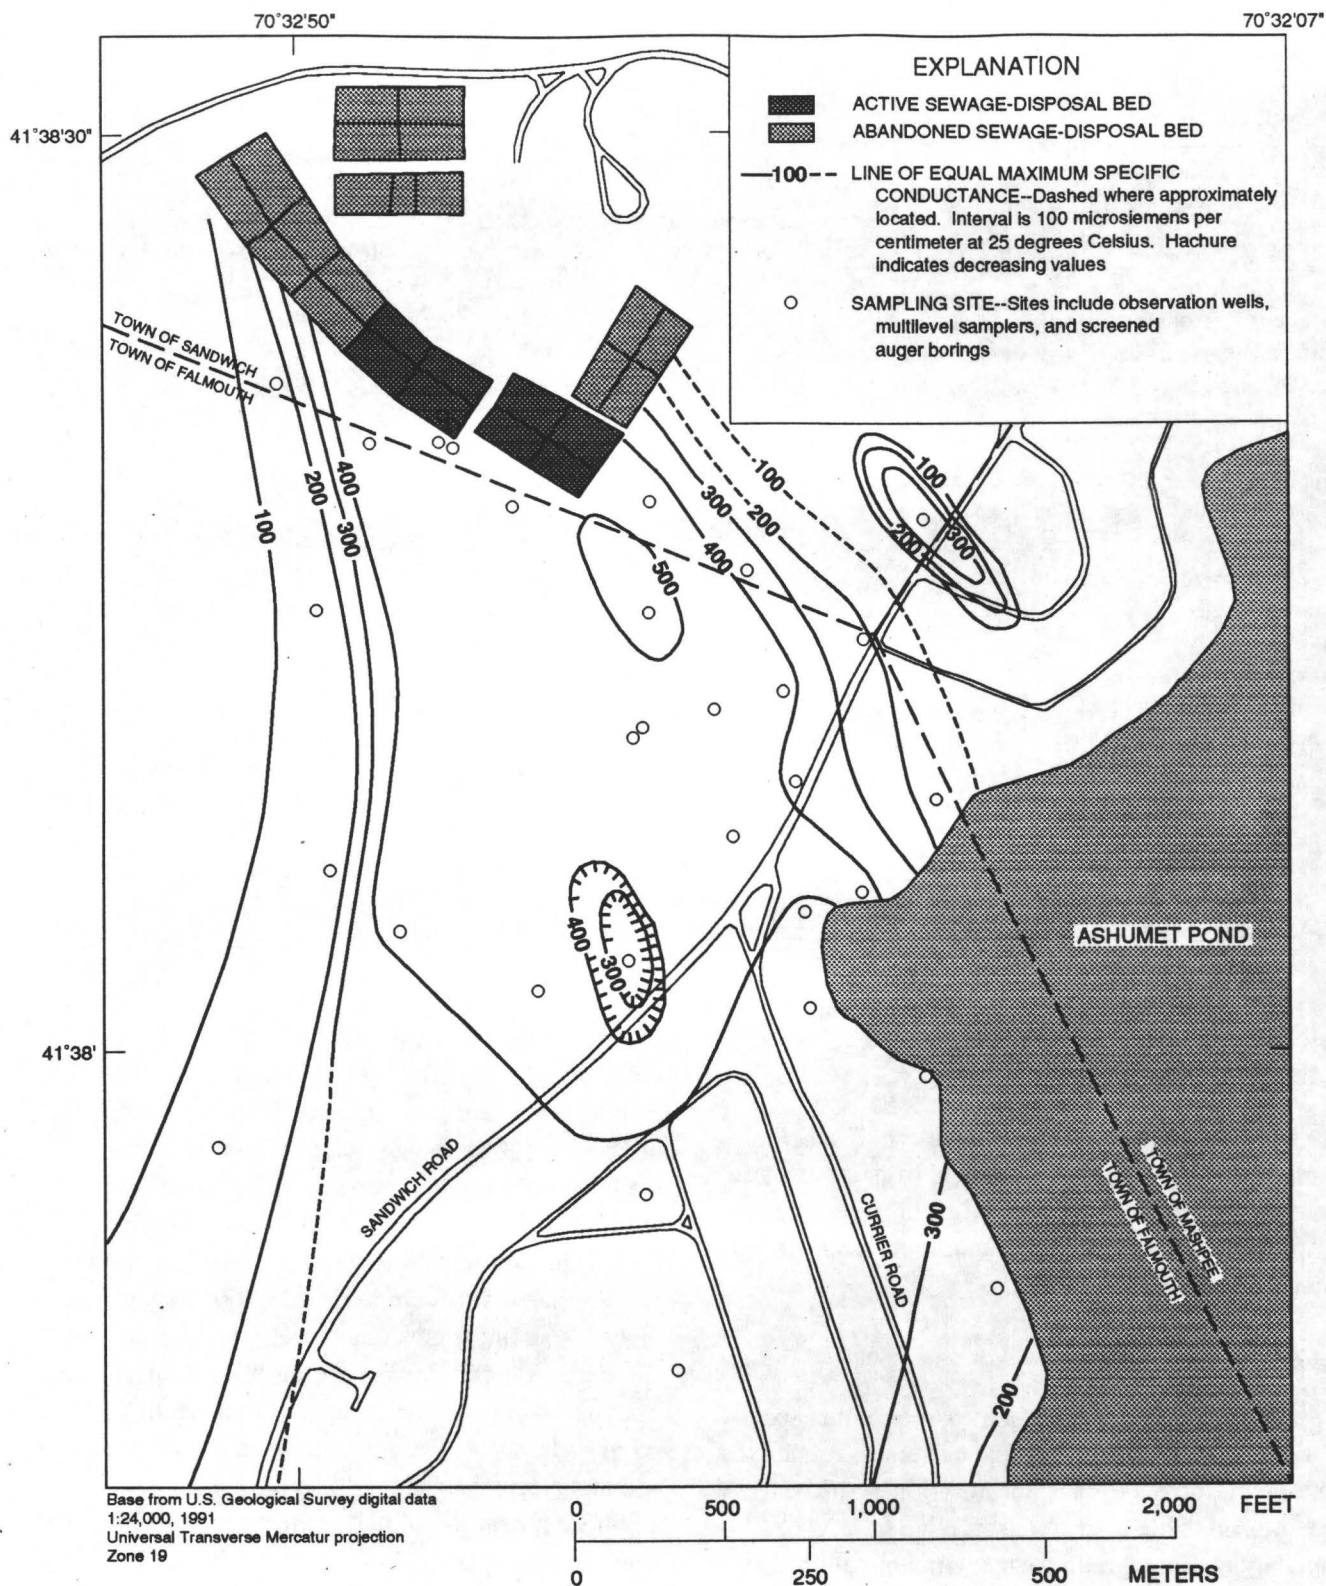 70°32'50"
70°32'07"
41°38'30"
41°38'
EXPLANATION
ACTIVE SEWAGE-DISPOSAL BED
ABANDONED SEWAGE-DISPOSAL BED
100 LINE OF EQUAL MAXIMUM SPECIFIC
CONDUCTANCE--Dashed where approximately
located. Interval is 100 microsiemens per
centimeter at 25 degrees Celsius. Hachure
indicates decreasing values
SAMPLING SITE--Sites include observation wells,
multilevel samplers, and screened
auger borings
TOWN OF SANDWICH
TOWN OF FALMOUTH
100
200
300
400
500
400
300
200
100
100
200
300
400
300
ASHUMET POND
SANDWICH ROAD
CURRIER ROAD
300
200
TOWN OF MASHPEE
TOWN OF FALMOUTH
Base from U.S. Geological Survey digital data
1:24,000, 1991
Universal Transverse Mercatur projection
Zone 19
0 500 1,000 2,000 FEET
0 250 500 METERS